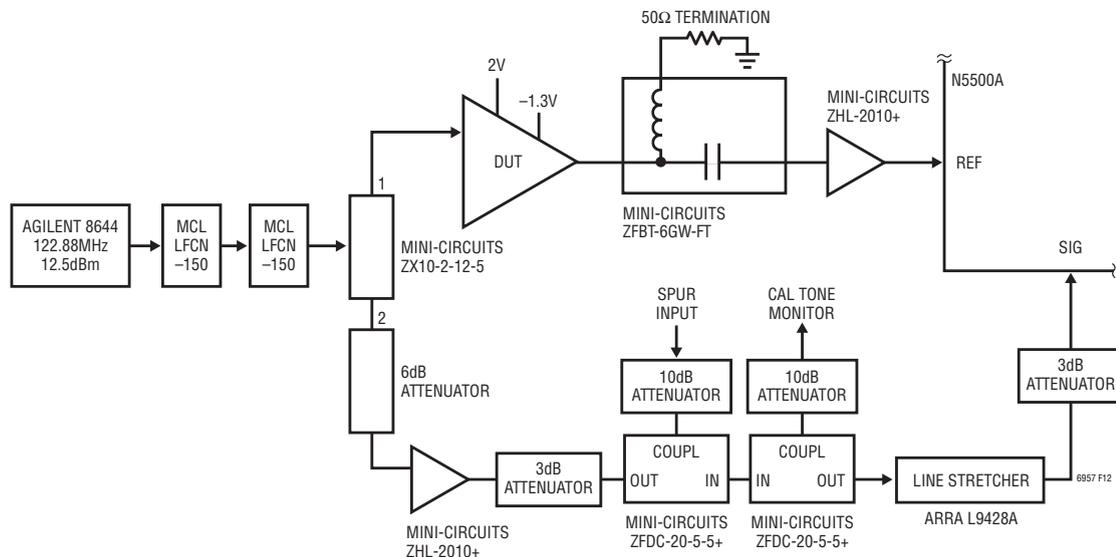 50Ω TERMINATION
2V
–1.3V
DUT
MINI-CIRCUITS
ZFBT-6GW-FT
MINI-CIRCUITS
ZHL-2010+
N5500A
REF
SIG
AGILENT 8644
122.88MHz
12.5dBm
MCL
LFCN
–150
MCL
LFCN
–150
1
MINI-CIRCUITS
ZX10-2-12-5
2
6dB
ATTENUATOR
MINI-CIRCUITS
ZHL-2010+
3dB
ATTENUATOR
SPUR
INPUT
10dB
ATTENUATOR
COUPL
OUT
IN
MINI-CIRCUITS
ZFDC-20-5-5+
CAL TONE
MONITOR
10dB
ATTENUATOR
COUPL
IN
OUT
MINI-CIRCUITS
ZFDC-20-5-5+
LINE STRETCHER
ARRA L9428A
3dB
ATTENUATOR
6957 F12